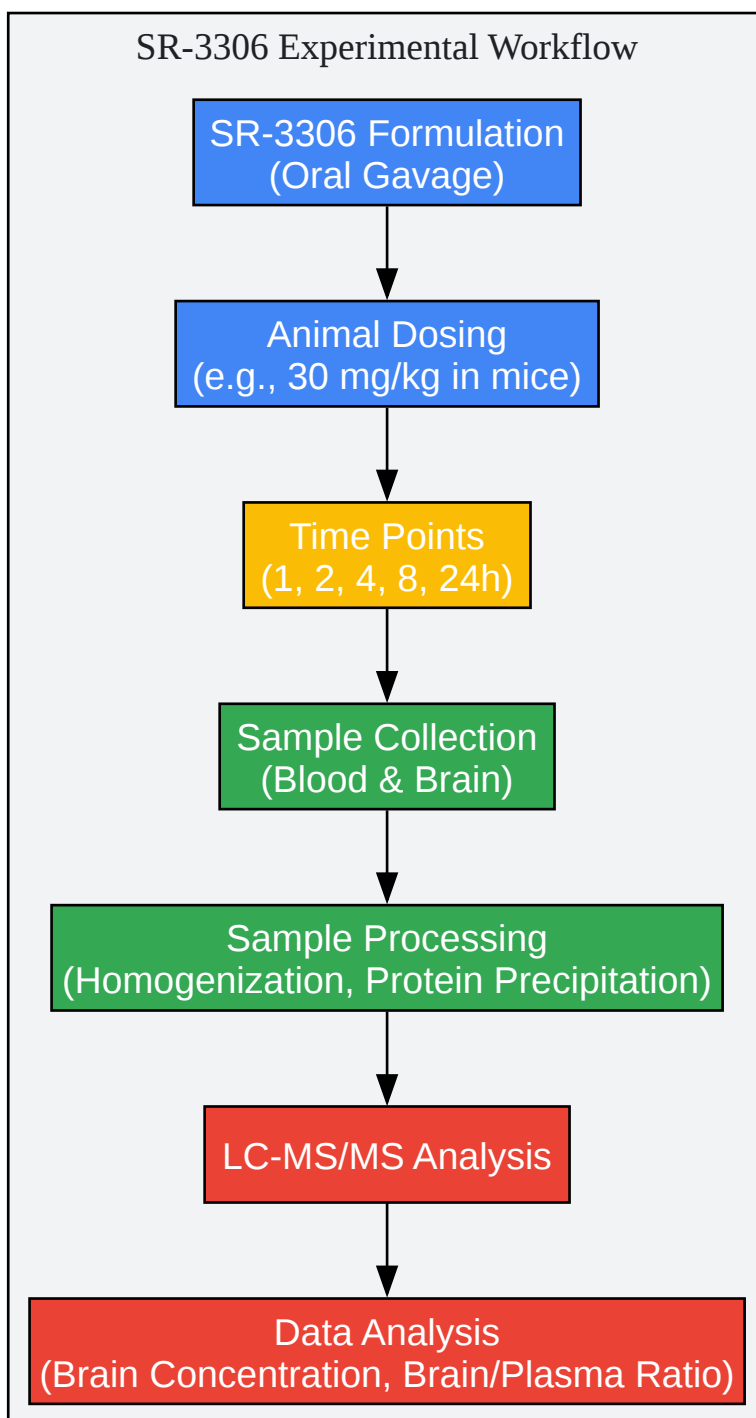 SR-3306 Experimental Workflow
SR-3306 Formulation
(Oral Gavage)
Animal Dosing
(e.g., 30 mg/kg in mice)
Time Points
(1, 2, 4, 8, 24h)
Sample Collection
(Blood & Brain)
Sample Processing
(Homogenization, Protein Precipitation)
LC-MS/MS Analysis
Data Analysis
(Brain Concentration, Brain/Plasma Ratio)